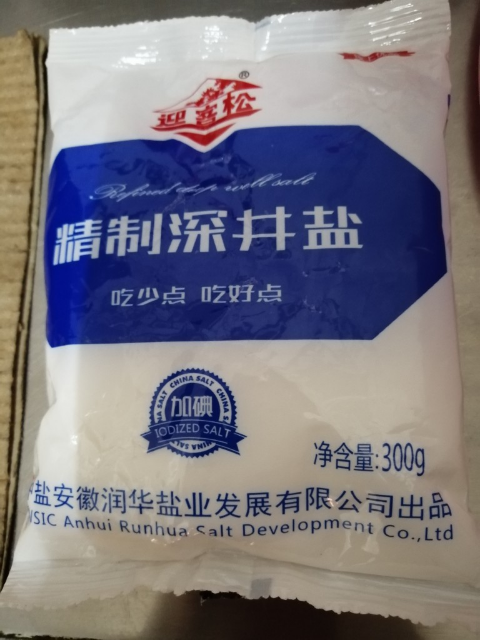 ®
迎喜松
Refined deep well salt
精制深井盐
吃少点 吃好点
CHINA SALT
加碘
IODIZED SALT
净含量:300g
盐安徽润华盐业发展有限公司出品
Anhui Runhua Salt Development Co.,Ltd